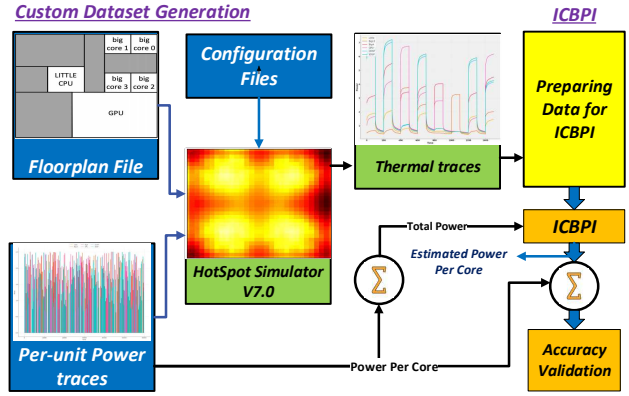 Custom Dataset Generation
ICBPI
big
core 1
big
core 0
LITTLE
CPU
big
core 3
big
core 2
GPU
Floorplan File
Configuration
Files
Thermal traces
Preparing
Data for
ICBPI
HotSpot Simulator
V7.0
Total Power
ICBPI
Estimated Power
Per Core
Σ
Σ
Per-unit Power
traces
Power Per Core
Accuracy
Validation